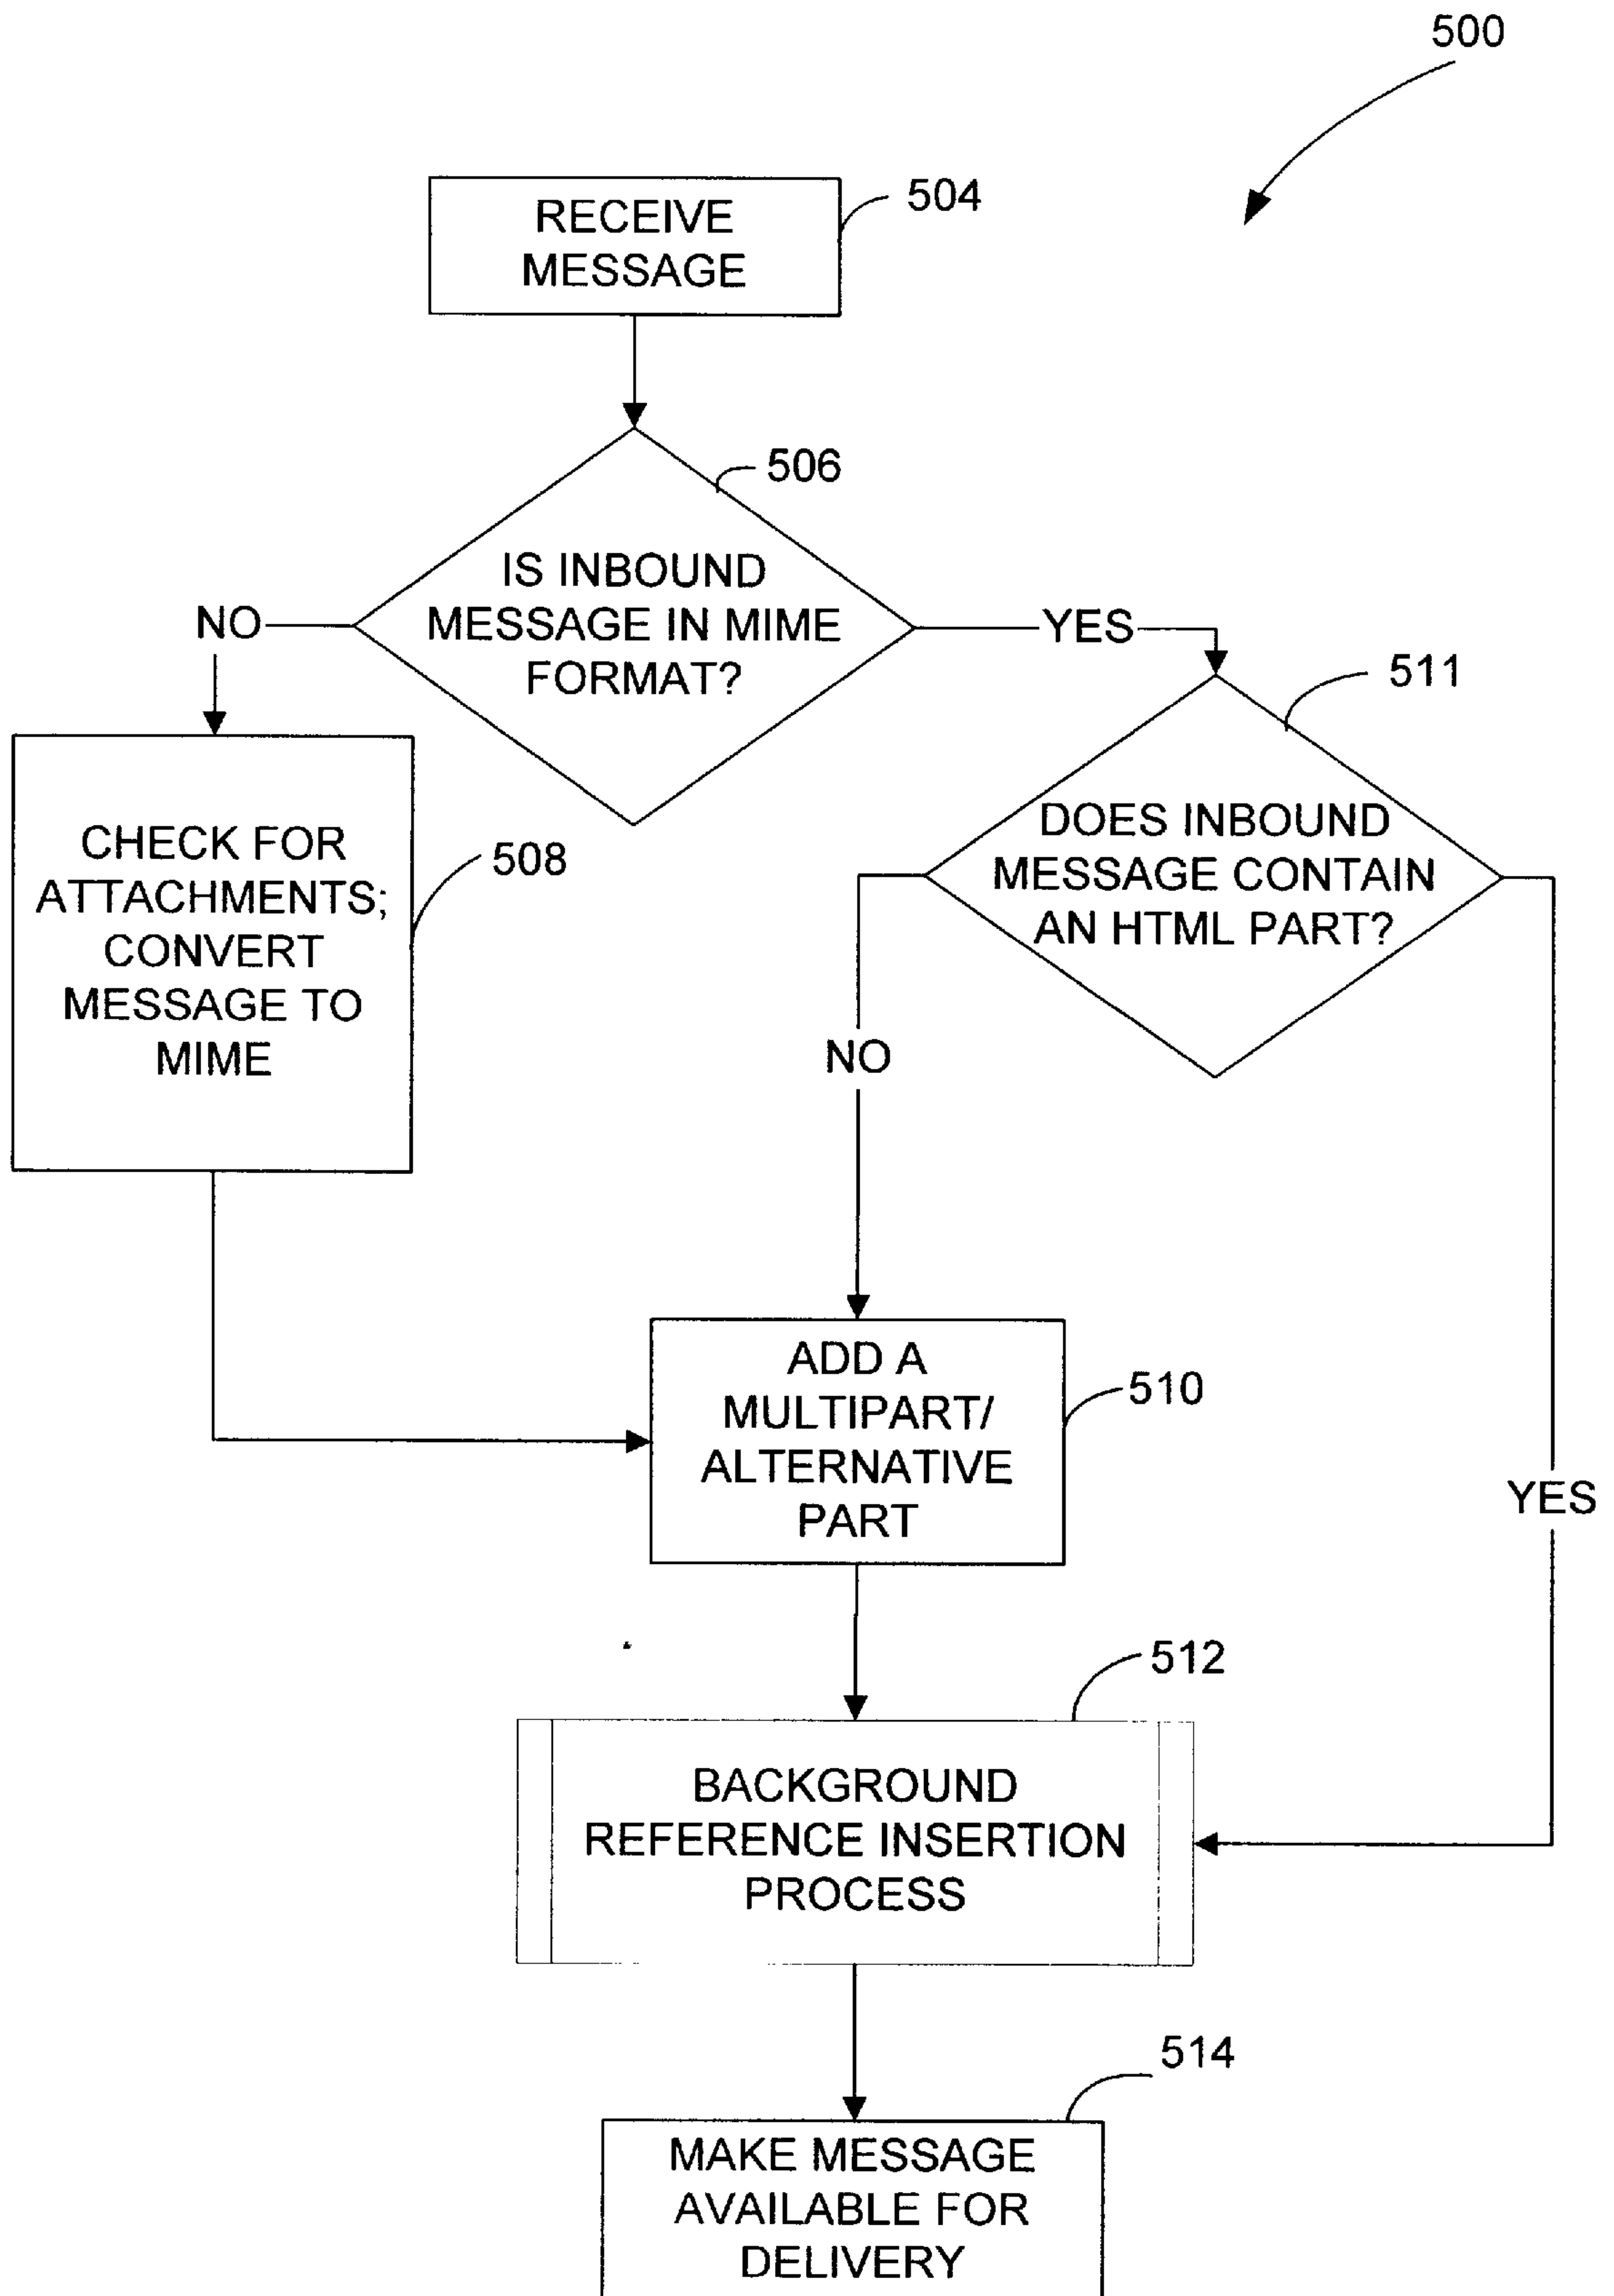 500
RECEIVE
MESSAGE
504
506
IS INBOUND
MESSAGE IN MIME
FORMAT?
NO
YES
511
CHECK FOR
ATTACHMENTS;
CONVERT
MESSAGE TO
MIME
508
DOES INBOUND
MESSAGE CONTAIN
AN HTML PART?
NO
YES
ADD A
MULTIPART/
ALTERNATIVE
PART
510
512
BACKGROUND
REFERENCE INSERTION
PROCESS
514
MAKE MESSAGE
AVAILABLE FOR
DELIVERY